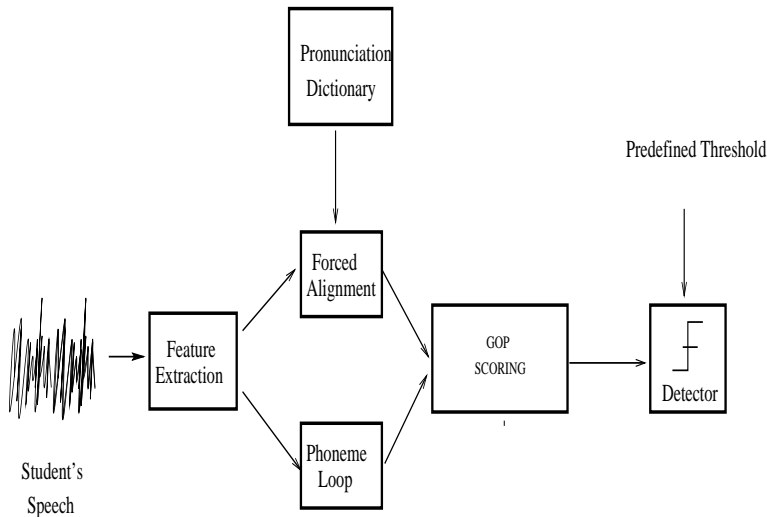 Pronunciation
Dictionary
Predefined Threshold
Forced
Alignment
Feature
Extraction
GOP
SCORING
Detector
Phoneme
Loop
Student's
Speech